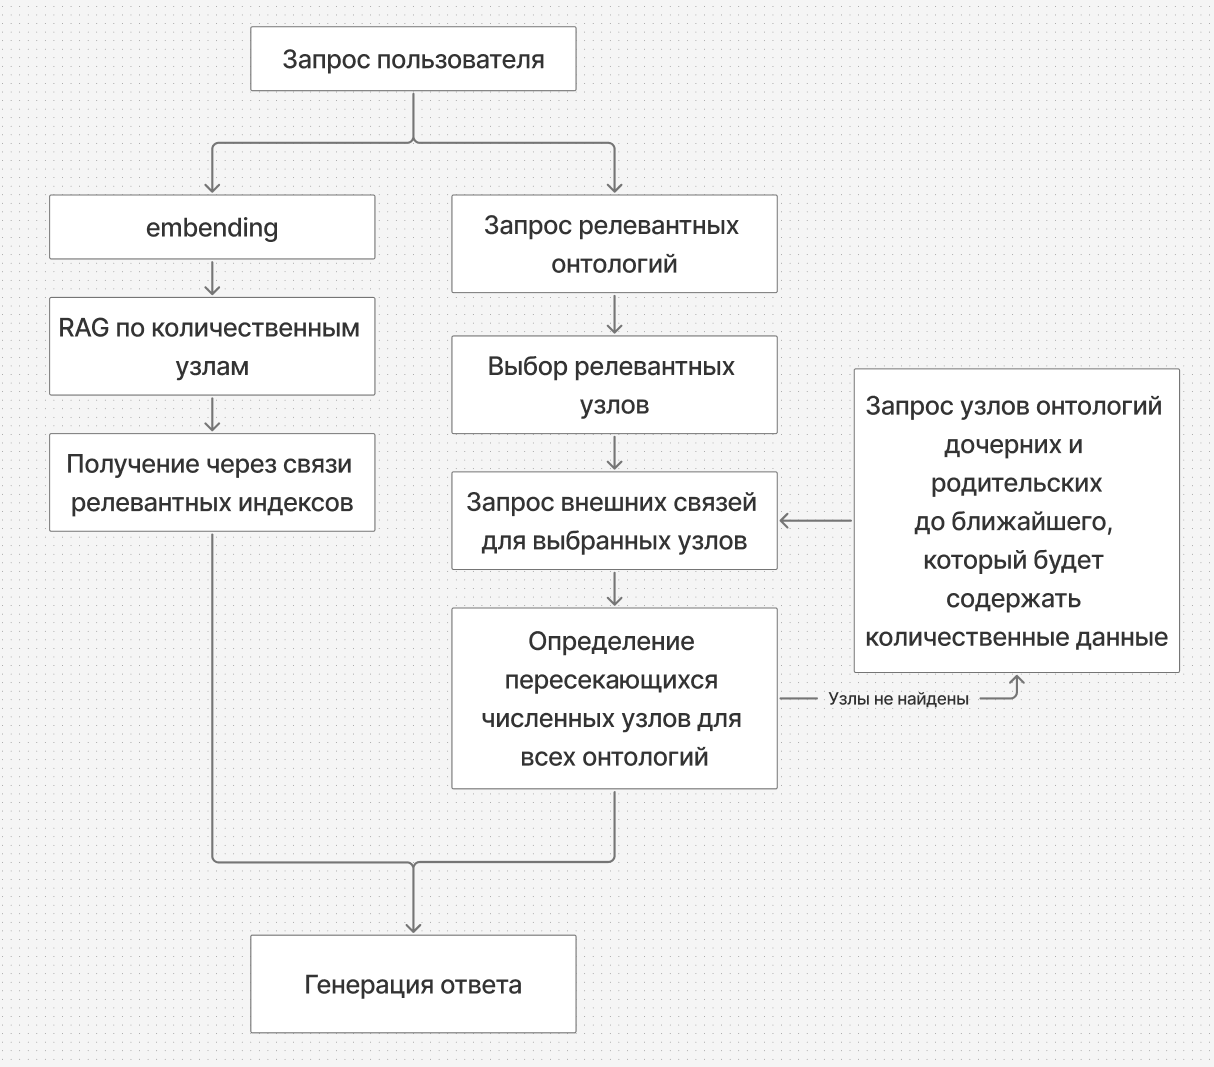 Запрос пользователя
embending
RAG по количественным
узлам
Получение через связи
релевантных индексов
Запрос релевантных
онтологий
Выбор релевантных
узлов
Запрос внешних связей
для выбранных узлов
Определение
пересекающихся
численных узлов для
всех онтологий
Узлы не найдены
Запрос узлов онтологий
дочерних и
родительских
до ближайшего,
который будет
содержать
количественные данные
Генерация ответа